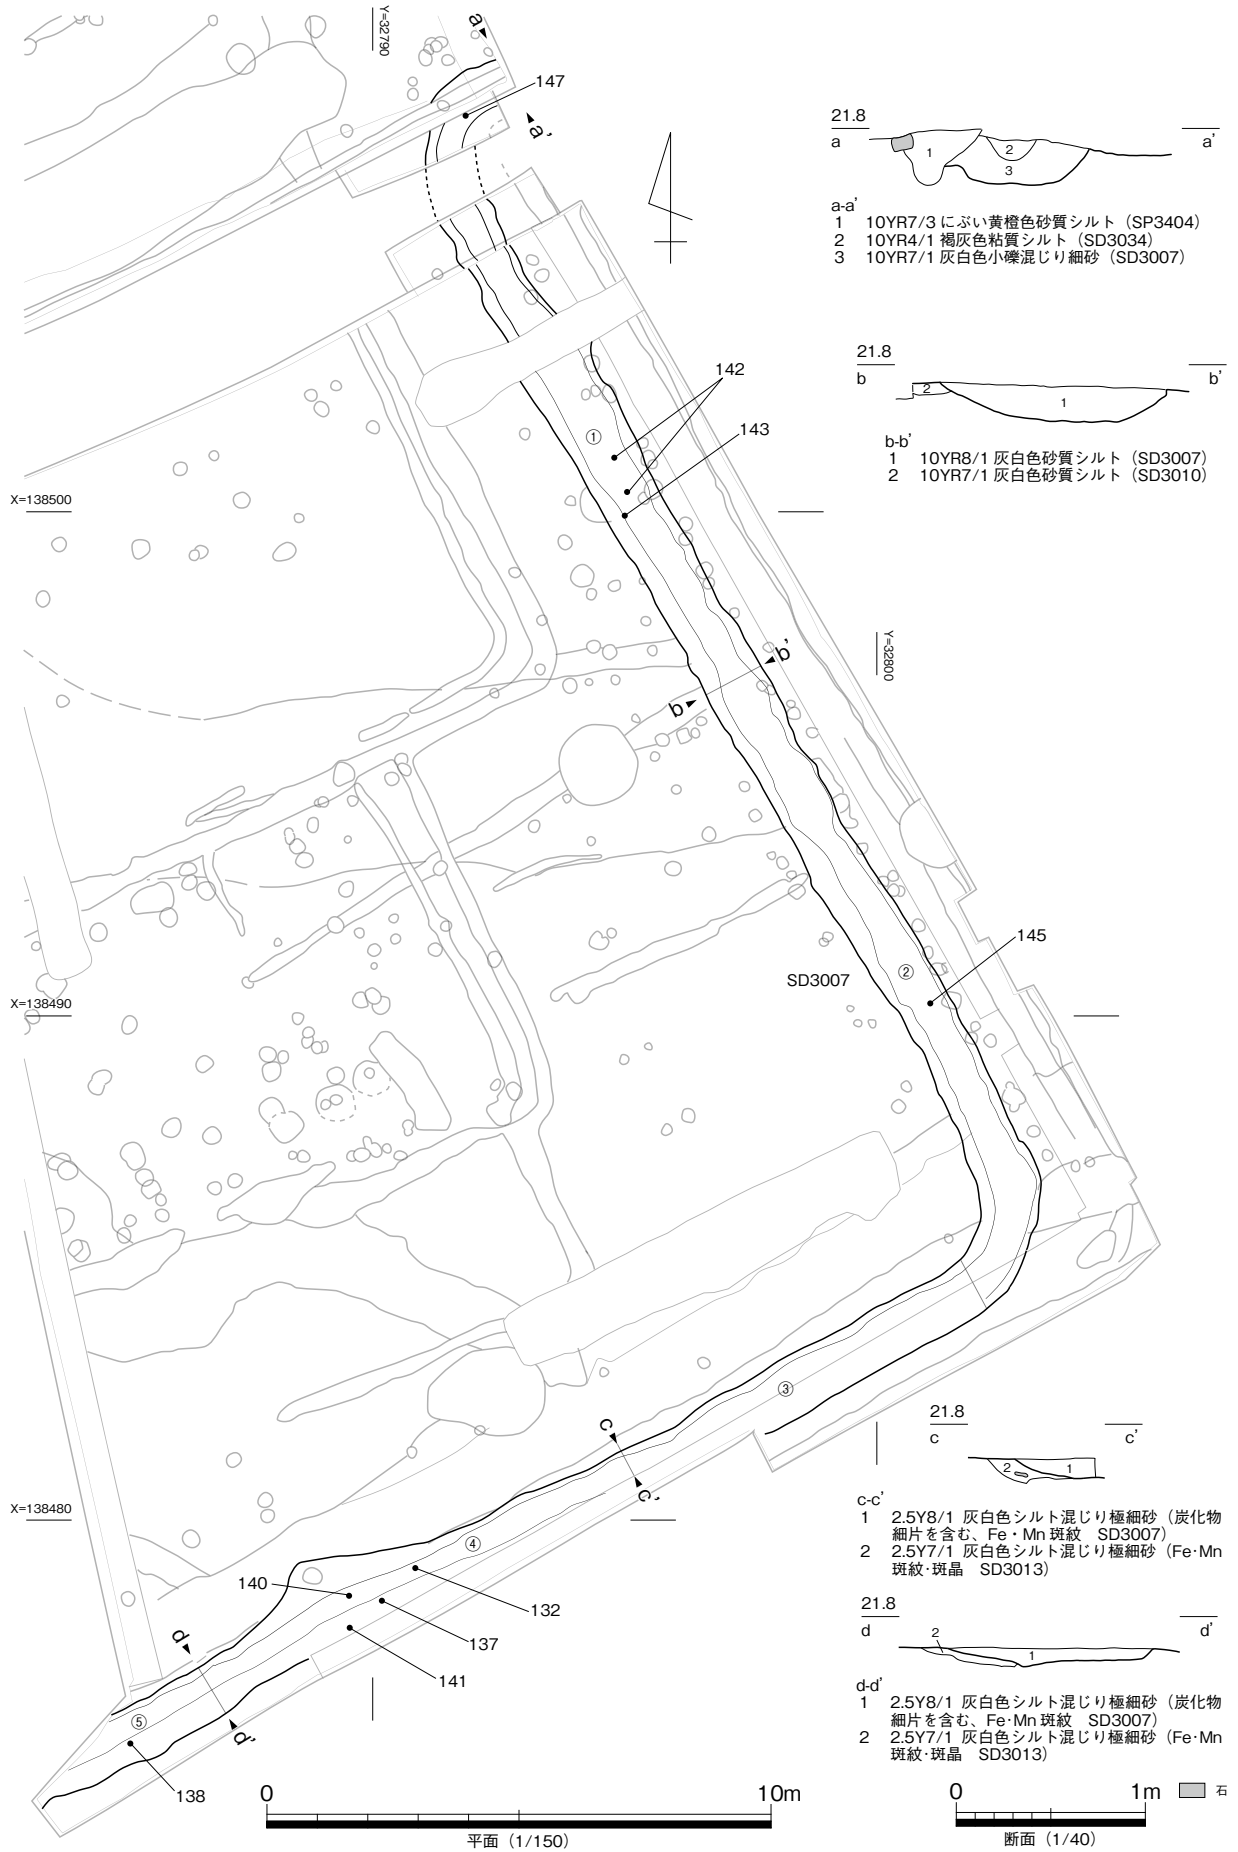 Y=32790
a
147
a'
21.8
a
a'
1
2
3
a-a'
1 10YR7/3 にぶい黄橙色砂質シルト（SP3404）
2 10YR4/1 褐灰色粘質シルト（SD3034）
3 10YR7/1 灰白色小礫混じり細砂（SD3007）
21.8
b
b'
2
1
b-b'
1 10YR8/1 灰白色砂質シルト（SD3007）
2 10YR7/1 灰白色砂質シルト（SD3010）
142
①
143
X=138500
Y=32800
b'
b
145
②
SD3007
X=138490
③
c
c'
21.8
c
c'
2
1
c-c'
1 2.5Y8/1 灰白色シルト混じり極細砂（炭化物
細片を含む、Fe・Mn 斑紋 SD3007）
2 2.5Y7/1 灰白色シルト混じり極細砂（Fe･Mn
斑紋･斑晶 SD3013）
X=138480
④
140
132
137
141
d
d'
⑤
138
21.8
d
d'
2
1
d-d'
1 2.5Y8/1 灰白色シルト混じり極細砂（炭化物
細片を含む、Fe･Mn 斑紋 SD3007）
2 2.5Y7/1 灰白色シルト混じり極細砂（Fe･Mn
斑紋･斑晶 SD3013）
0 10m
平面（1/150）
0 1m
断面（1/40）
石